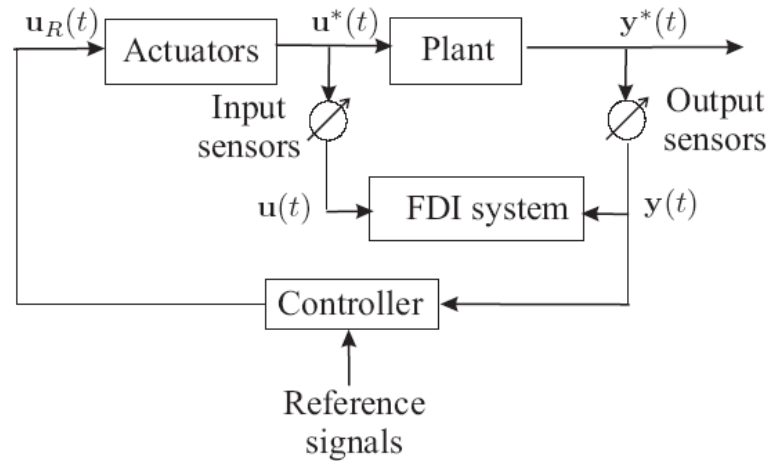 u_R(t)
u*(t)
y*(t)
Actuators
Plant
Input
sensors
Output
sensors
u(t)
FDI system
y(t)
Controller
Reference
signals